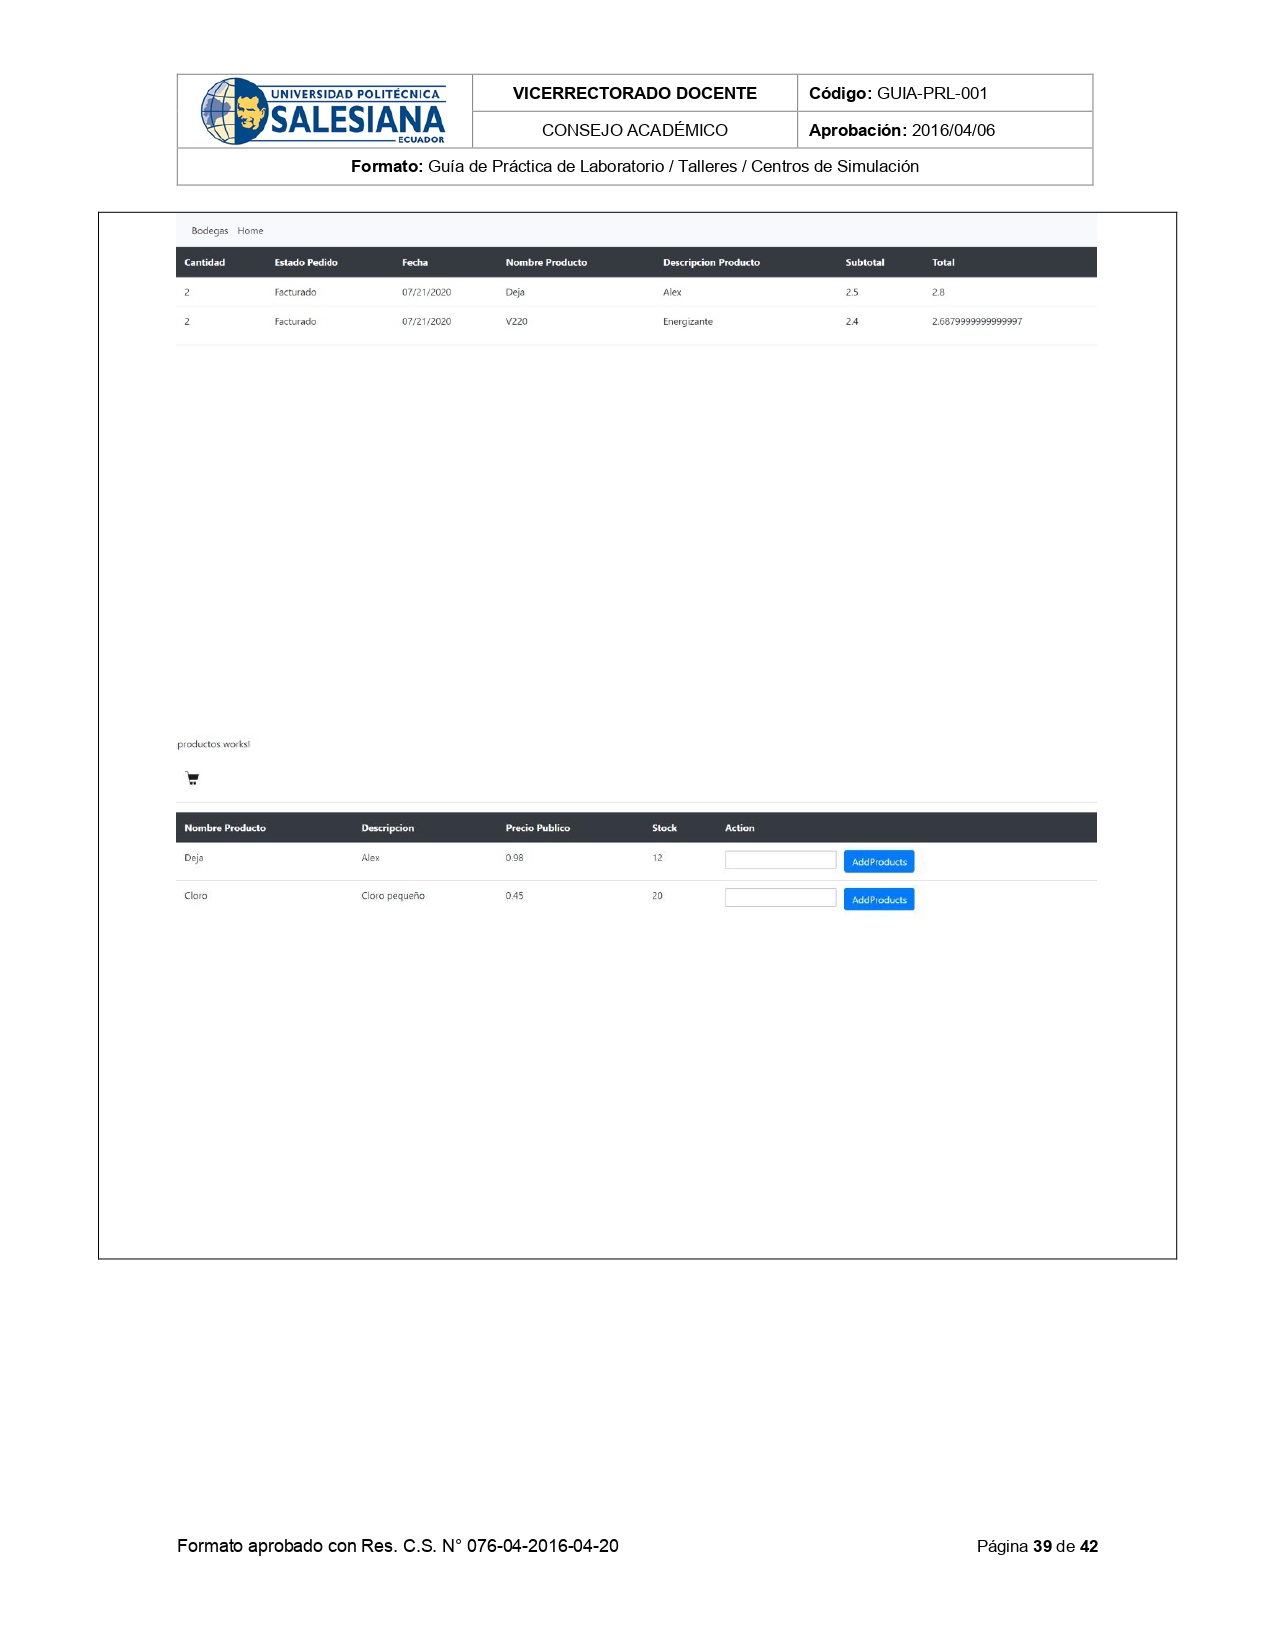 UNIVERSIDAD POLITÉCNICA
SALESIANA
ECUADOR
VICERRECTORADO DOCENTE
Código: GUIA-PRL-001
CONSEJO ACADÉMICO
Aprobación: 2016/04/06
Formato: Guía de Práctica de Laboratorio / Talleres / Centros de Simulación
Bodegas Home
Cantidad Estado Pedido Fecha Nombre Producto Descripcion Producto Subtotal Total
2 Facturado 07/21/2020 Deja Alex 2.5 2.8
2 Facturado 07/21/2020 V220 Energizante 2.4 2.6879999999999997
productos works!
Nombre Producto Descripcion Precio Publico Stock Action
Deja Alex 0.98 12 AddProducts
Cloro Cloro pequeño 0.45 20 AddProducts
Formato aprobado con Res. C.S. N° 076-04-2016-04-20
Página 39 de 42